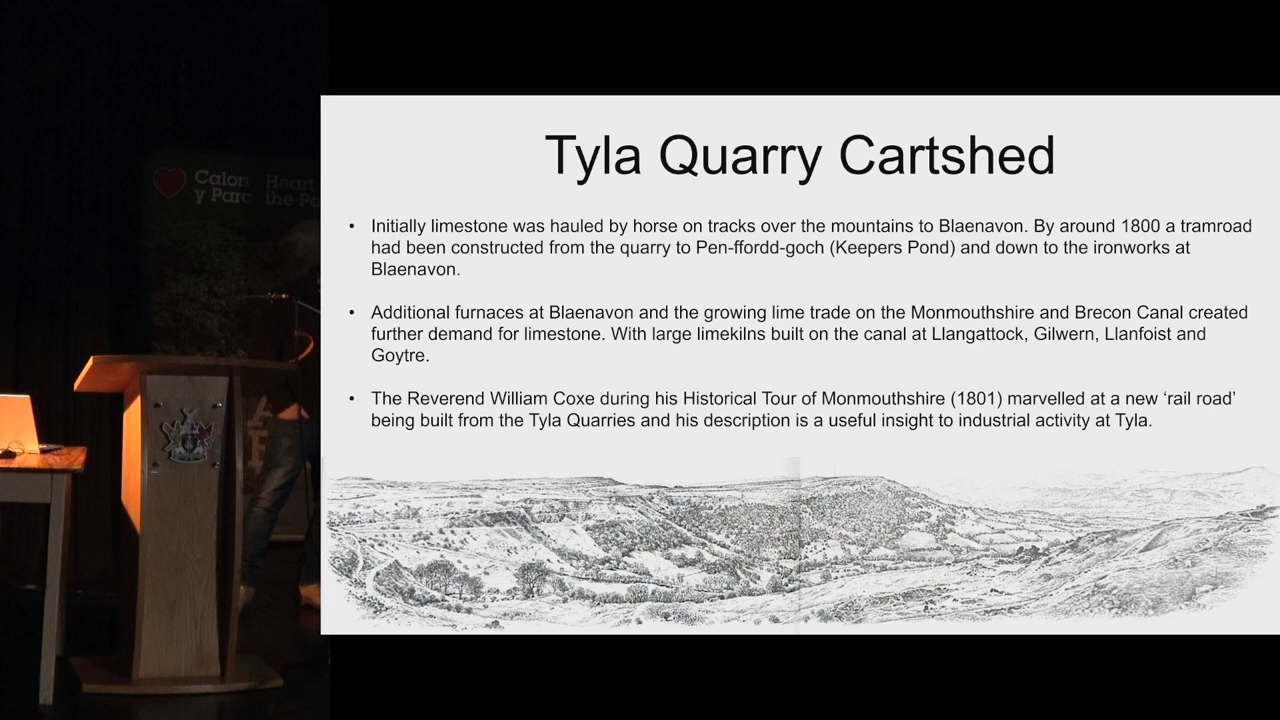 Calon Heart
y Parc the Pa
Tyla Quarry Cartshed
• Initially limestone was hauled by horse on tracks over the mountains to Blaenavon. By around 1800 a tramroad
had been constructed from the quarry to Pen-ffordd-goch (Keepers Pond) and down to the ironworks at
Blaenavon.
• Additional furnaces at Blaenavon and the growing lime trade on the Monmouthshire and Brecon Canal created
further demand for limestone. With large limekilns built on the canal at Llangattock, Gilwern, Llanfoist and
Goytre.
• The Reverend William Coxe during his Historical Tour of Monmouthshire (1801) marvelled at a new ‘rail road’
being built from the Tyla Quarries and his description is a useful insight to industrial activity at Tyla.